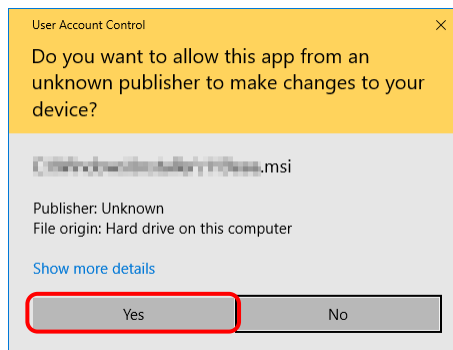 User Account Control
Do you want to allow this app from an
unknown publisher to make changes to your
device?
.msi
Publisher: Unknown
File origin: Hard drive on this computer
Show more details
Yes
No